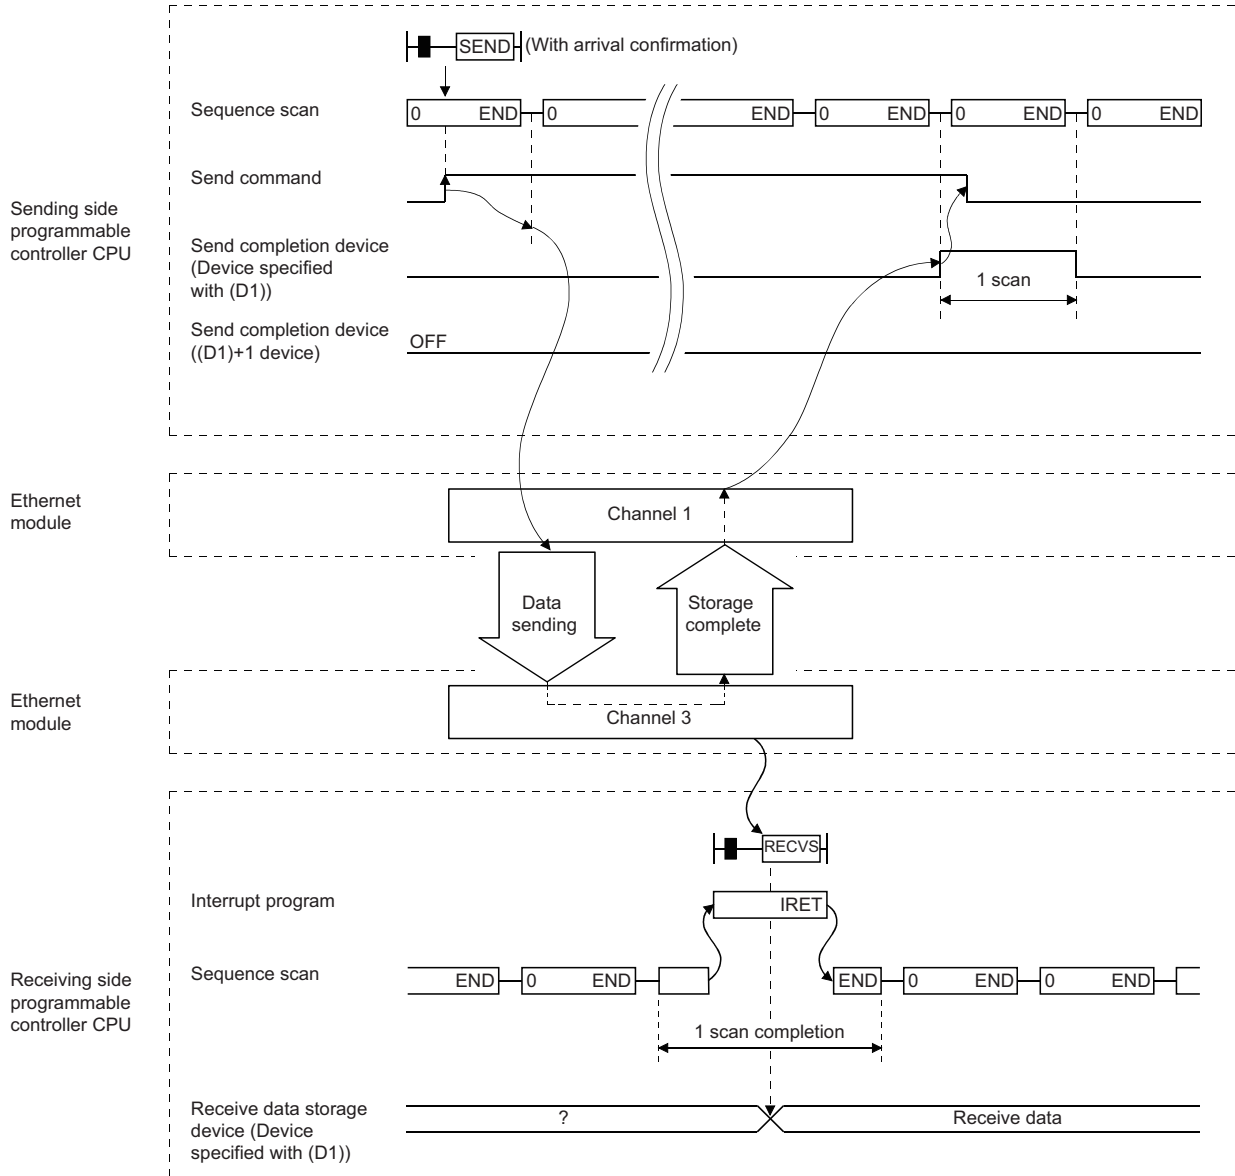 SEND (With arrival confirmation)
Sequence scan
0 END 0 END 0 END 0 END 0 END
Send command
Sending side
programmable
controller CPU
Send completion device
(Device specified
with (D1))
1 scan
Send completion device
((D1)+1 device)
OFF
Ethernet
module
Channel 1
Data
sending
Storage
complete
Ethernet
module
Channel 3
RECVS
Interrupt program
IRET
Receiving side
programmable
controller CPU
Sequence scan
END 0 END END 0 END 0 END
1 scan completion
Receive data storage
device (Device
specified with (D1))
? Receive data